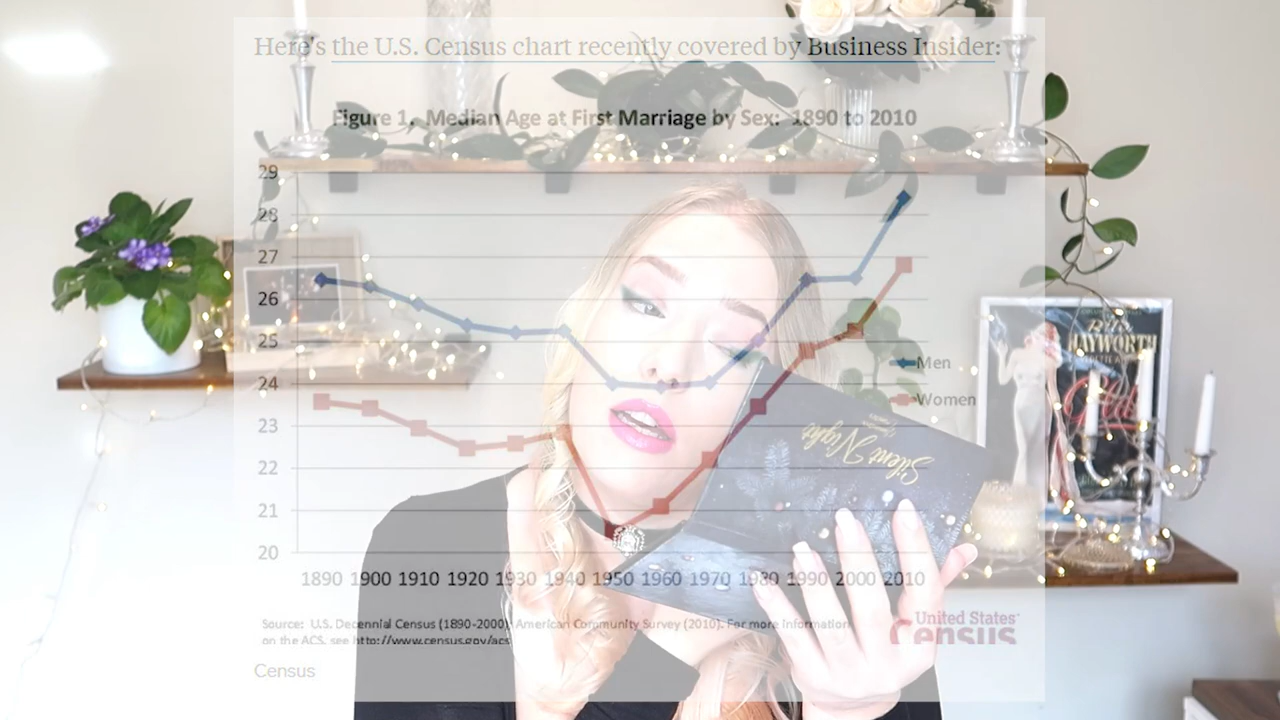 Here's the U.S. Census chart recently covered by Business Insider:
Figure 1. Median Age at First Marriage by Sex: 1890 to 2010
29
28
27
26
25
24
23
22
21
20
1890 1900 1910 1920 1930 1940 1950 1960 1970 1980 1990 2000 2010
Men
Women
Source: U.S. Decennial Census (1890-2000); American Community Survey (2010). For more information
on the ACS, see http://www.census.gov/acs
United States
Census
Census
RITA
HAYWORTH
Silent Night